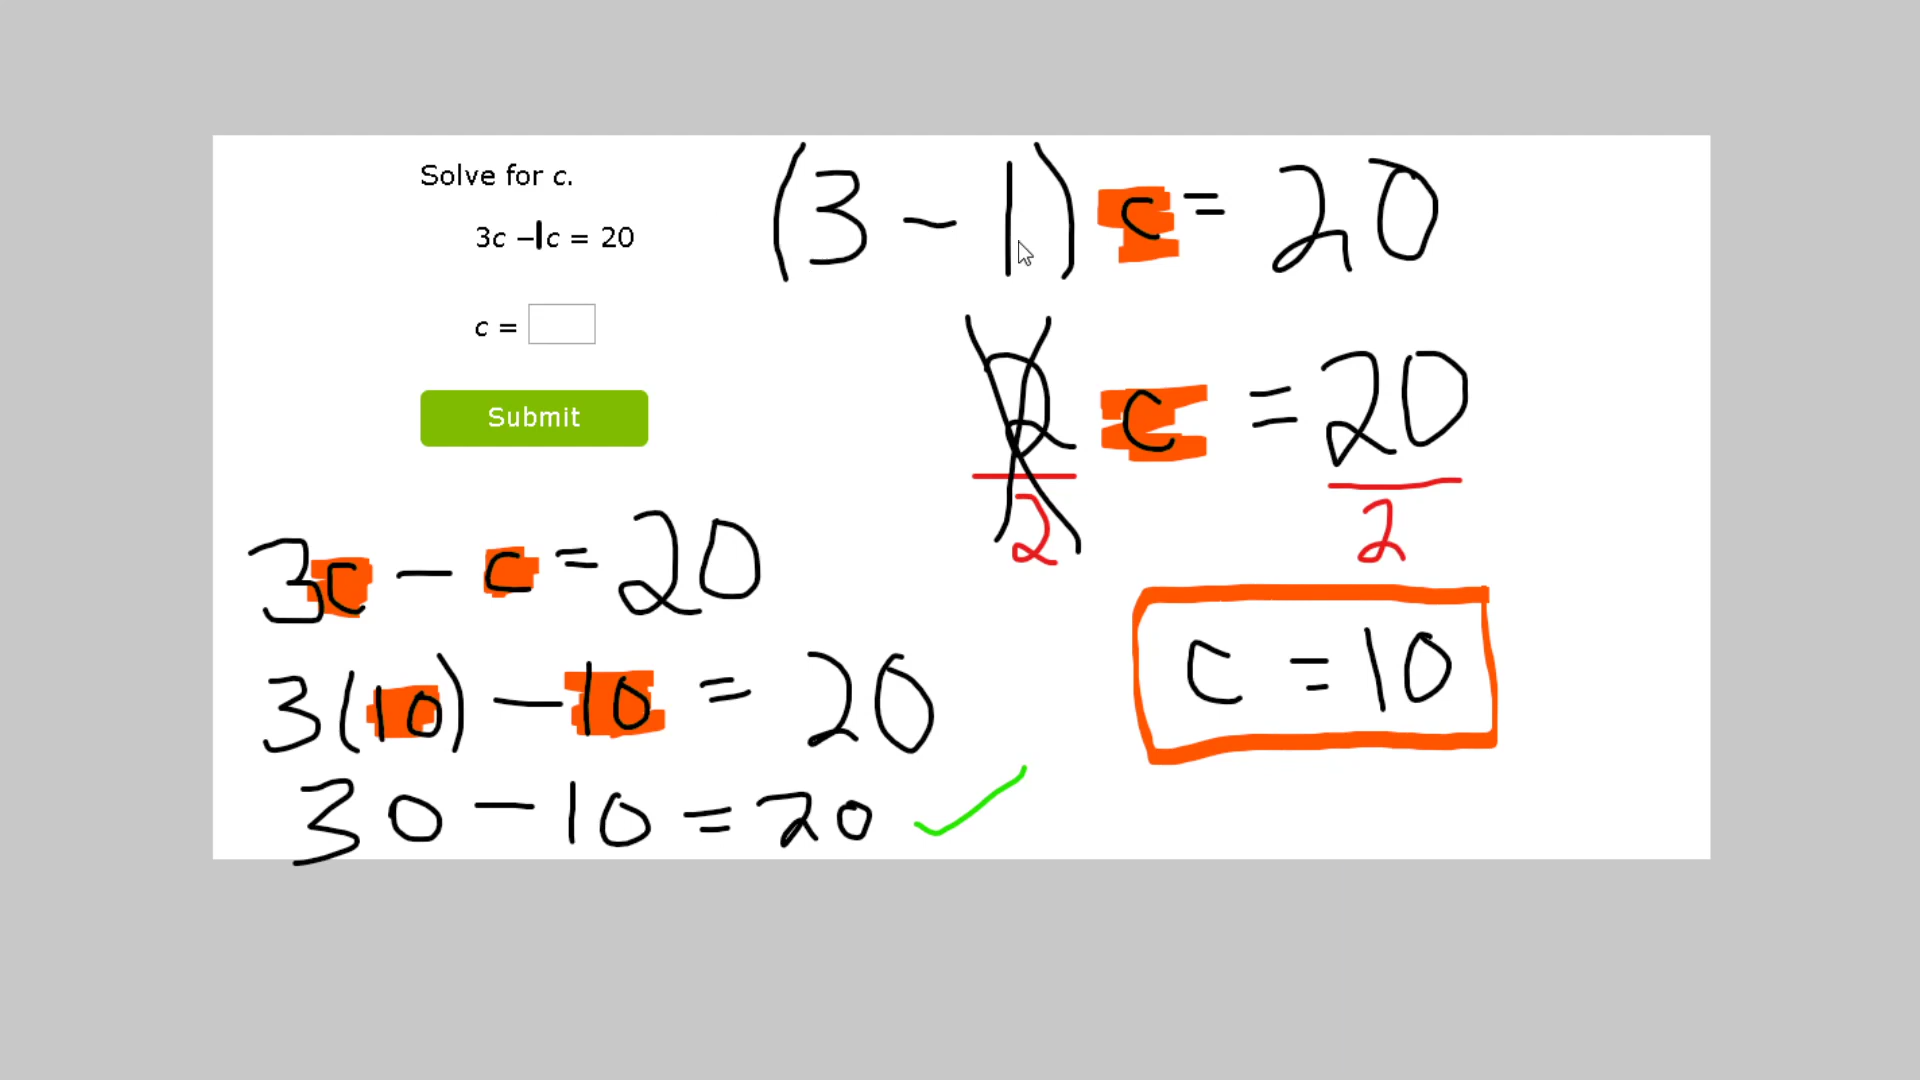 Solve for c.
3c −1c = 20
c =
Submit
(3 − 1) c = 20
2 c = 20
2 2
c = 10
3c − c = 20
3(10) − 10 = 20
30 − 10 = 20 ✓